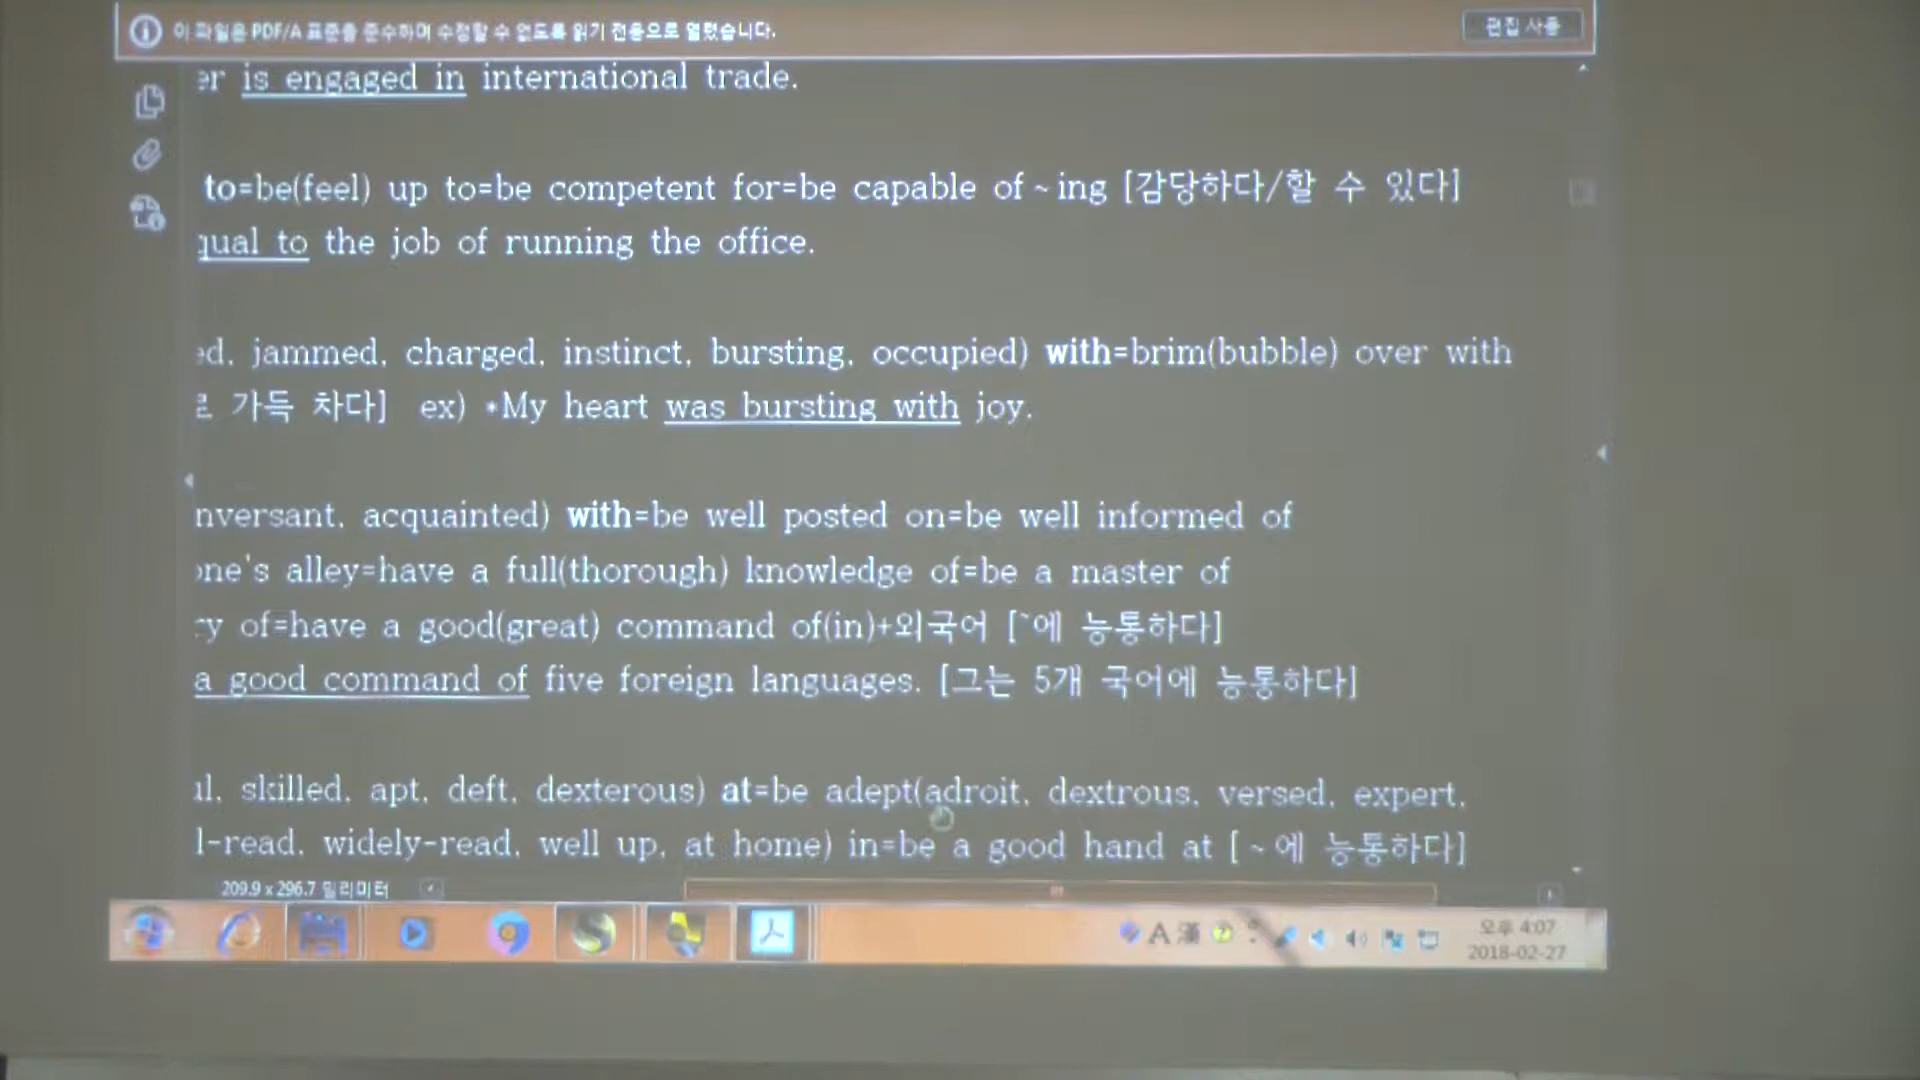 이 파일은 PDF/A 표준을 준수하며 수정할 수 없도록 읽기 전용으로 열렸습니다.
편집 사용
er is engaged in international trade.
to=be(feel) up to=be competent for=be capable of~ing [감당하다/할 수 있다]
qual to the job of running the office.
ed, jammed, charged, instinct, bursting, occupied) with=brim(bubble) over with
로 가득 차다] ex) *My heart was bursting with joy.
nversant, acquainted) with=be well posted on=be well informed of
one's alley=have a full(thorough) knowledge of=be a master of
ry of=have a good(great) command of(in)+외국어 [~에 능통하다]
a good command of five foreign languages. [그는 5개 국어에 능통하다]
ul, skilled, apt, deft, dexterous) at=be adept(adroit, dextrous, versed, expert,
l-read, widely-read, well up, at home) in=be a good hand at [~에 능통하다]
209.9 x 296.7 밀리미터
A 漢
오후 4:07
2018-02-27